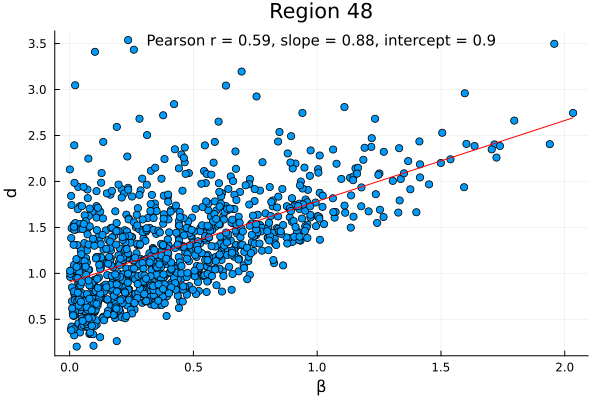 Region 48
Pearson r = 0.59, slope = 0.88, intercept = 0.9
3.5
3.0
2.5
2.0
1.5
1.0
0.5
d
0.0 0.5 1.0 1.5 2.0
β